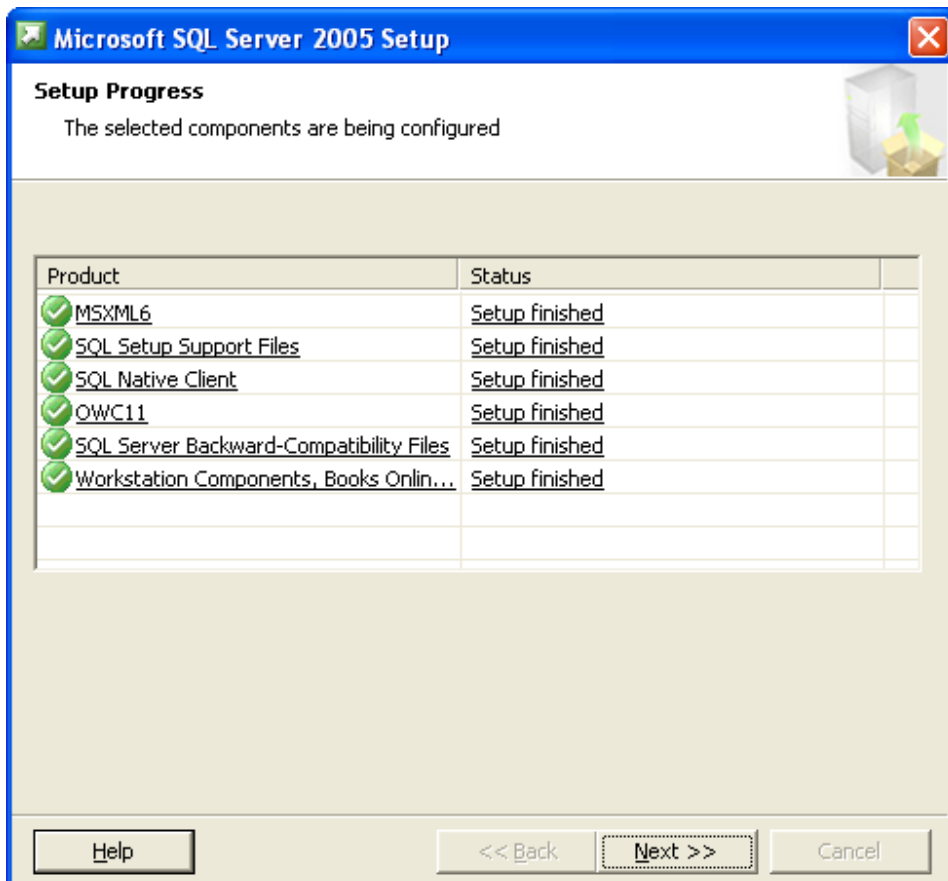 Microsoft SQL Server 2005 Setup
Setup Progress
The selected components are being configured
Product Status
MSXML6 Setup finished
SQL Setup Support Files Setup finished
SQL Native Client Setup finished
OWC11 Setup finished
SQL Server Backward-Compatibility Files Setup finished
Workstation Components, Books Onlin... Setup finished
Help << Back Next >> Cancel